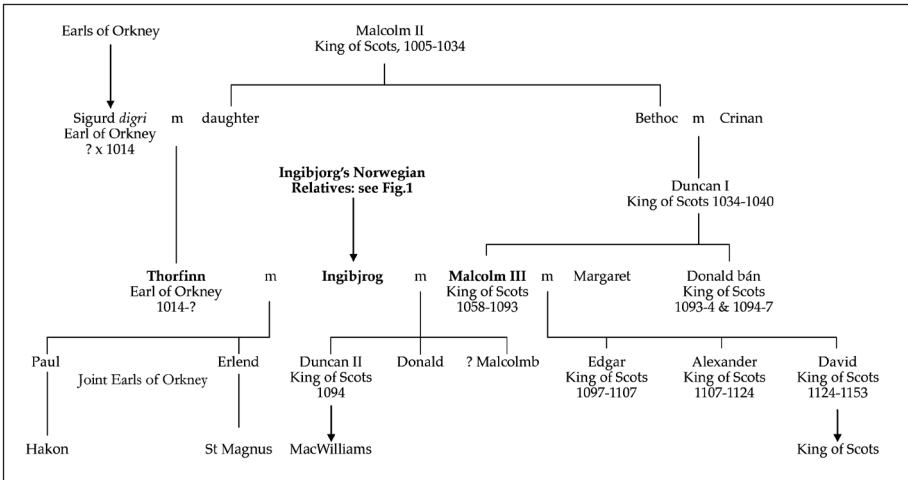 Earls of Orkney
Malcolm II
King of Scots, 1005-1034
Sigurd digri m daughter
Earl of Orkney
? x 1014
Bethoc m Crinan
Ingibjorg's Norwegian
Relatives: see Fig.1
Duncan I
King of Scots 1034-1040
Thorfinn m Ingibjrog m Malcolm III m Margaret Donald bán
Earl of Orkney King of Scots King of Scots
1014-? 1058-1093 1093-4 & 1094-7
Paul Erlend Duncan II Donald ? Malcolmb Edgar Alexander David
Joint Earls of Orkney King of Scots King of Scots King of Scots King of Scots
1094 1097-1107 1107-1124 1124-1153
Hakon St Magnus MacWilliams King of Scots